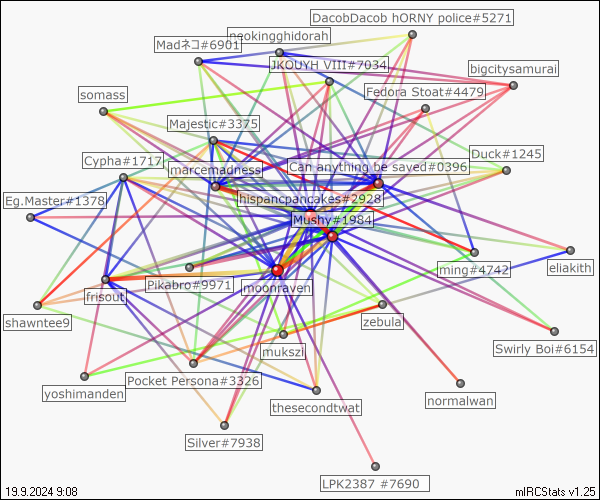 DacobDacob hORNY police#5271
neokingghidorah
Madネコ#6901
JKOUYH VIII#7034
bigcitysamurai
Fedora Stoat#4479
somass
Majestic#3375
Duck#1245
Cypha#1717
marcemadness
Can anything be saved#0396
Eg.Master#1378
hispancpancakes#2928
Mushy#1984
ming#4742
eliakith
Pikabro#9971
moonraven
frisout
shawntee9
zebula
mukszi
Swirly Boi#6154
Pocket Persona#3326
yoshimanden
thesecondtwat
normalwan
Silver#7938
LPK2387 #7690
19.9.2024 9:08
mIRCStats v1.25